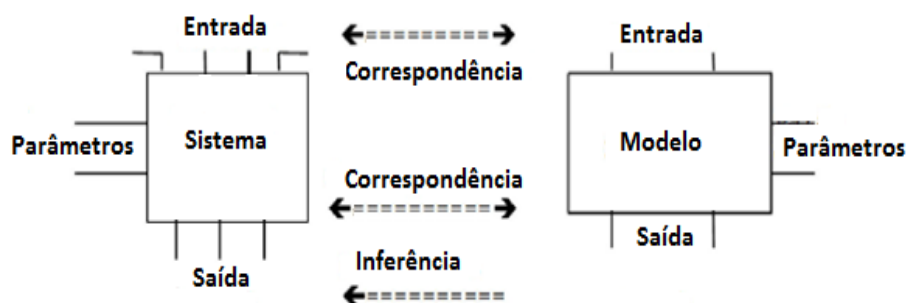 Entrada
Entrada
Correspondência
Parâmetros
Sistema
Modelo
Parâmetros
Correspondência
Saída
Saída
Inferência